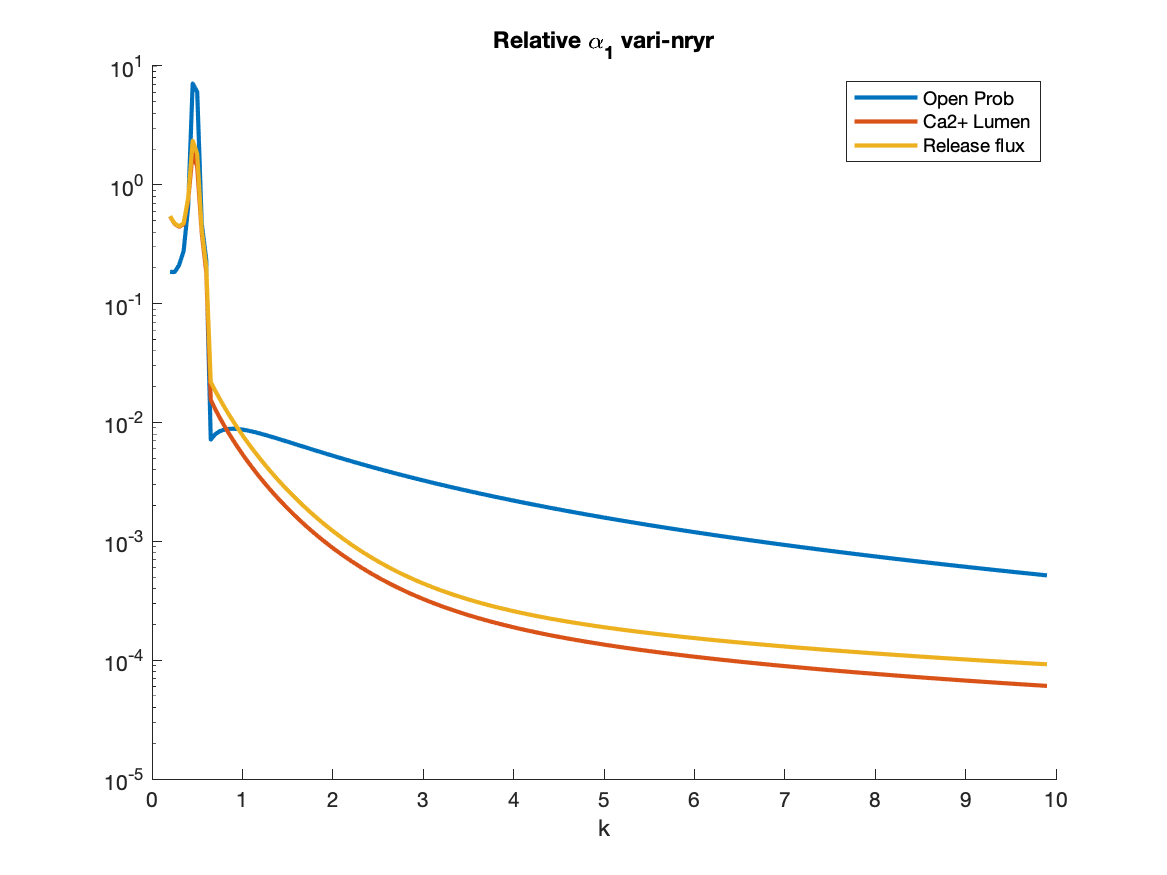 Relative α1 vari-nryr
Open Prob
Ca2+ Lumen
Release flux
10^1
10^0
10^-1
10^-2
10^-3
10^-4
10^-5
0 1 2 3 4 5 6 7 8 9 10
k